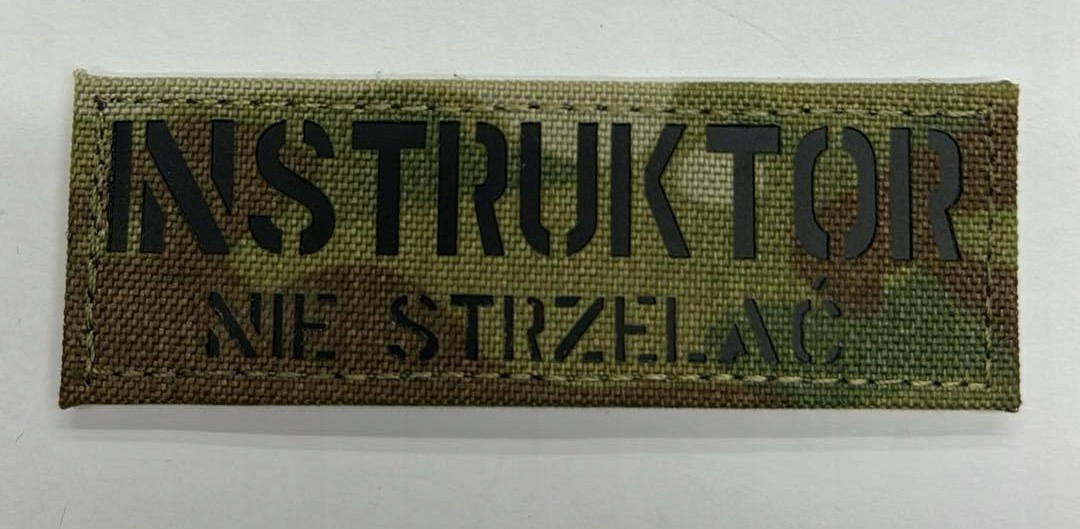 INSTRUKTOR
NIE STRZELAĆ